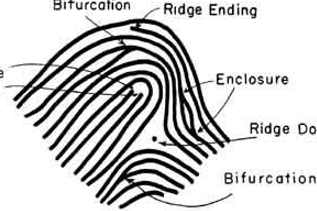 Bifurcation
Ridge Ending
Enclosure
Ridge Do
Bifurcation